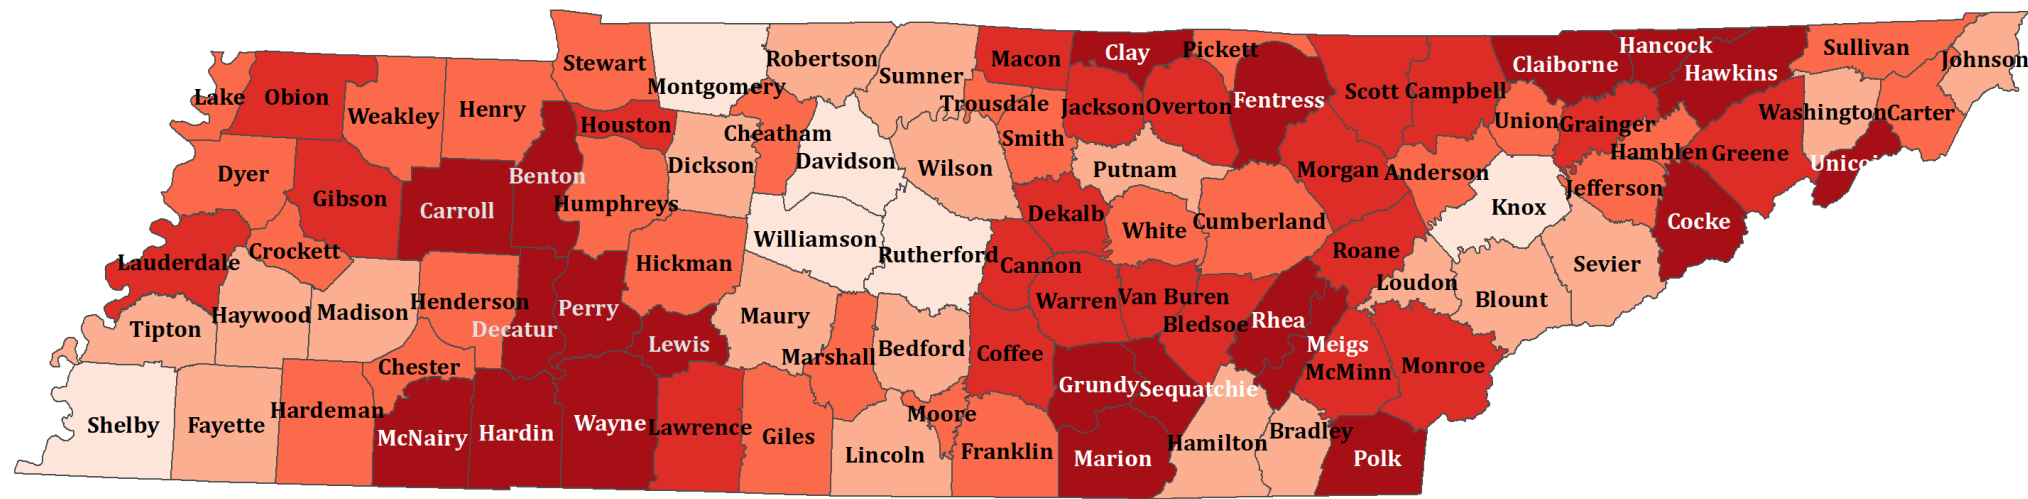 Stewart
Montgomery
Robertson
Sumner
Macon
Clay
Pickett
Hancock
Claiborne
Hawkins
Sullivan
Johnson
Lake
Obion
Weakley
Henry
Houston
Cheatham
Trousdale
Smith
Jackson
Overton
Fentress
Scott
Campbell
Union
Grainger
Washington
Carter
Dyer
Gibson
Carroll
Benton
Humphreys
Dickson
Davidson
Wilson
Putnam
Morgan
Anderson
Hamblen
Greene
Unicoi
Jefferson
Knox
Cocke
Lauderdale
Crockett
Henderson
Decatur
Perry
Hickman
Williamson
Rutherford
Cannon
Dekalb
White
Cumberland
Roane
Loudon
Blount
Sevier
Tipton
Haywood
Madison
Chester
Lewis
Maury
Marshall
Bedford
Coffee
Warren
Van Buren
Bledsoe
Rhea
Meigs
McMinn
Monroe
Shelby
Fayette
Hardeman
McNairy
Hardin
Wayne
Lawrence
Giles
Lincoln
Moore
Franklin
Grundy
Sequatchie
Marion
Hamilton
Bradley
Polk